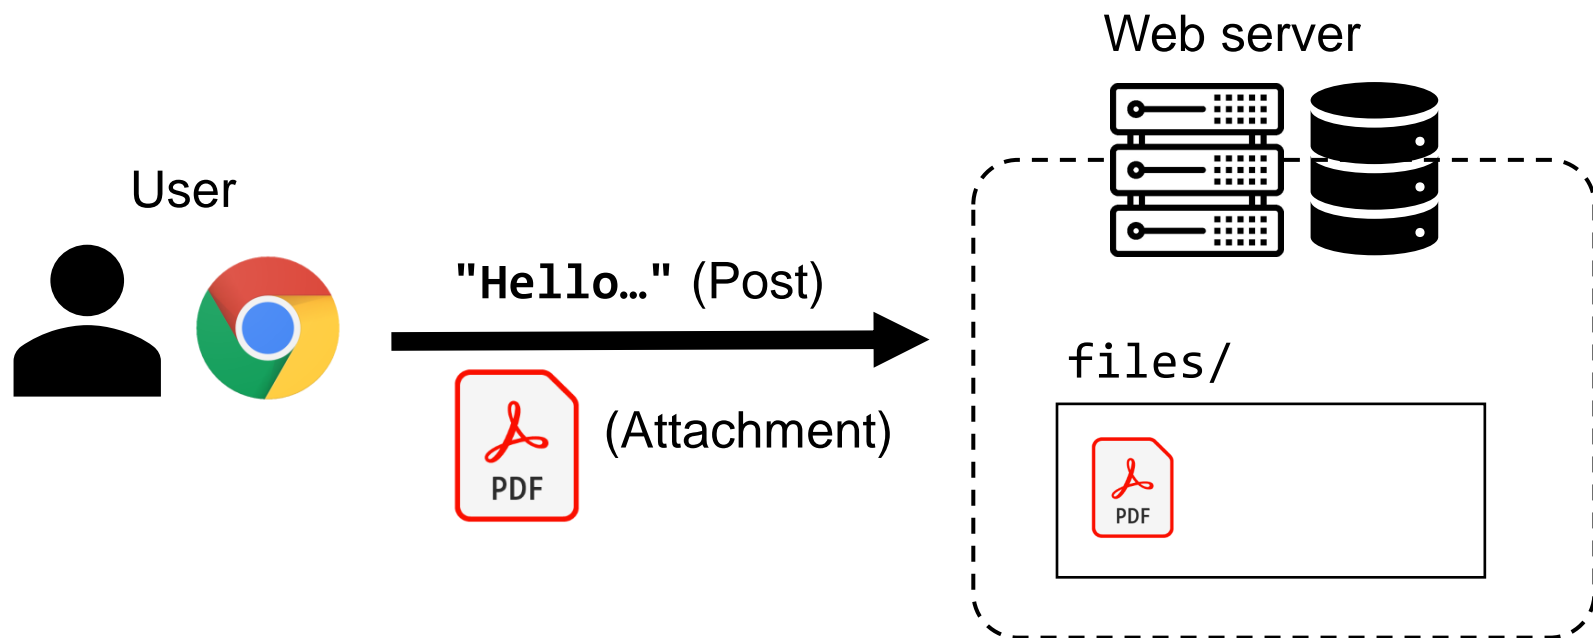 Web server
User
"Hello…" (Post)
files/
(Attachment)
PDF
PDF